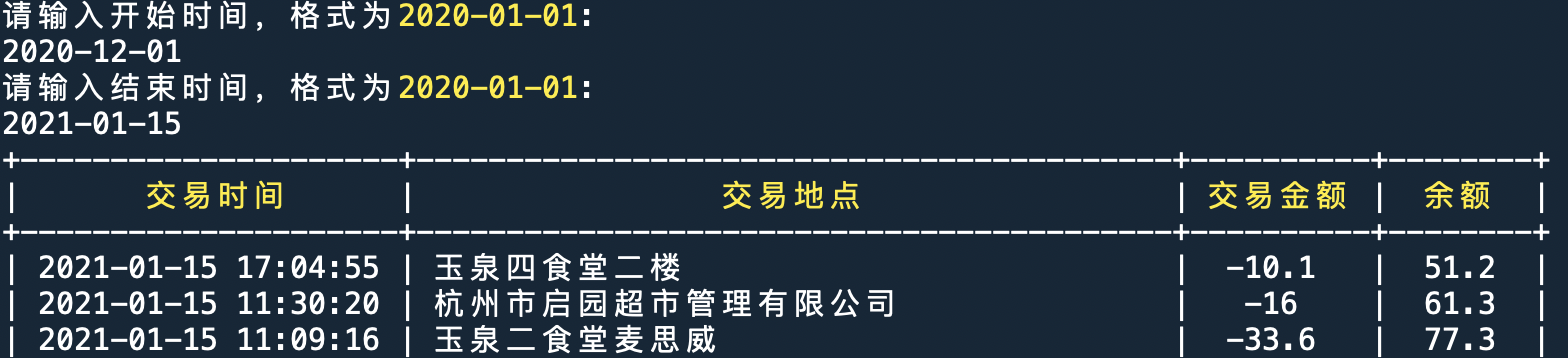 请输入开始时间, 格式为2020-01-01:
2020-12-01
请输入结束时间, 格式为2020-01-01:
2021-01-15
+---------------------+------------------------------------------+----------+--------+
|       交易时间       |                 交易地点                  | 交易金额 |  余额  |
+---------------------+------------------------------------------+----------+--------+
| 2021-01-15 17:04:55 | 玉泉四食堂二楼                            |  -10.1   |  51.2  |
| 2021-01-15 11:30:20 | 杭州市启园超市管理有限公司                 |   -16    |  61.3  |
| 2021-01-15 11:09:16 | 玉泉二食堂麦思威                          |  -33.6   |  77.3  |